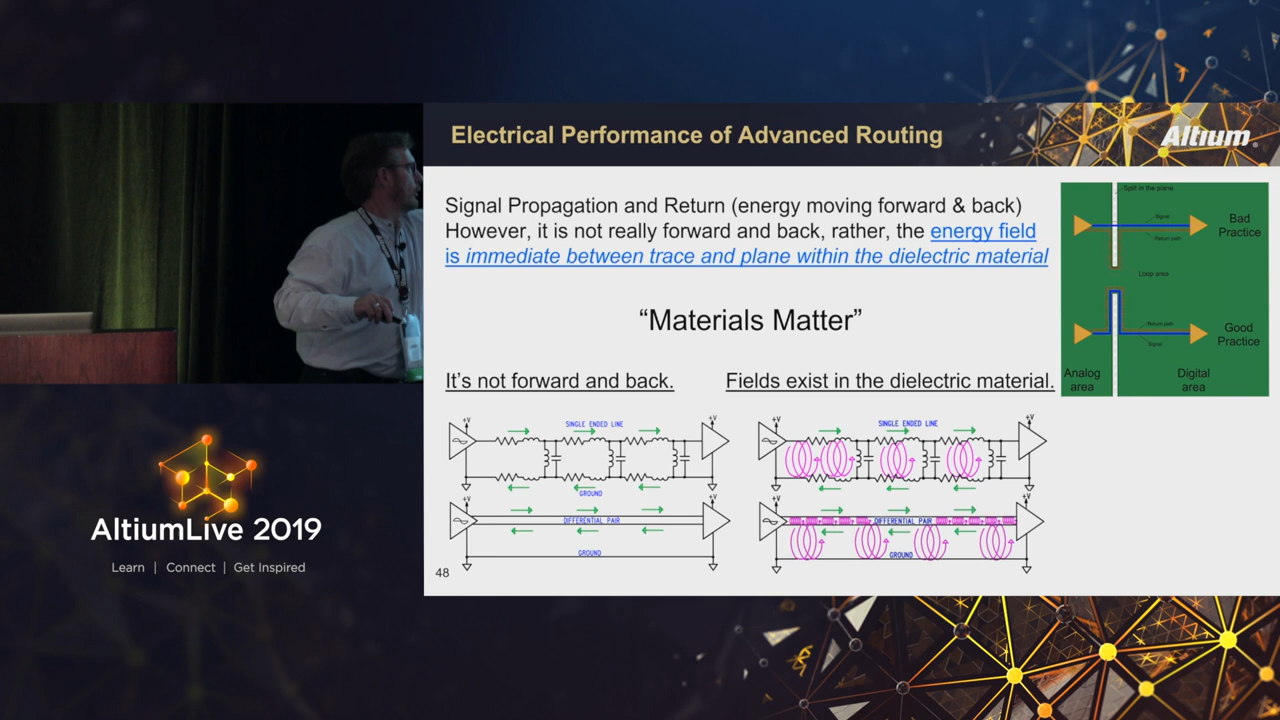 Electrical Performance of Advanced Routing
Altium
Signal Propagation and Return (energy moving forward & back)
However, it is not really forward and back, rather, the energy field
is immediate between trace and plane within the dielectric material
“Materials Matter”
It’s not forward and back.
Fields exist in the dielectric material.
Split in the plane
Signal
Return path
Bad
Practice
Loop area
Return path
Signal
Good
Practice
Analog
area
Digital
area
+V
SINGLE ENDED LINE
+V
GROUND
+V
+V
DIFFERENTIAL PAIR
GROUND
+V
SINGLE ENDED LINE
+V
+V
+V
DIFFERENTIAL PAIR
GROUND
48
AltiumLive 2019
Learn | Connect | Get Inspired